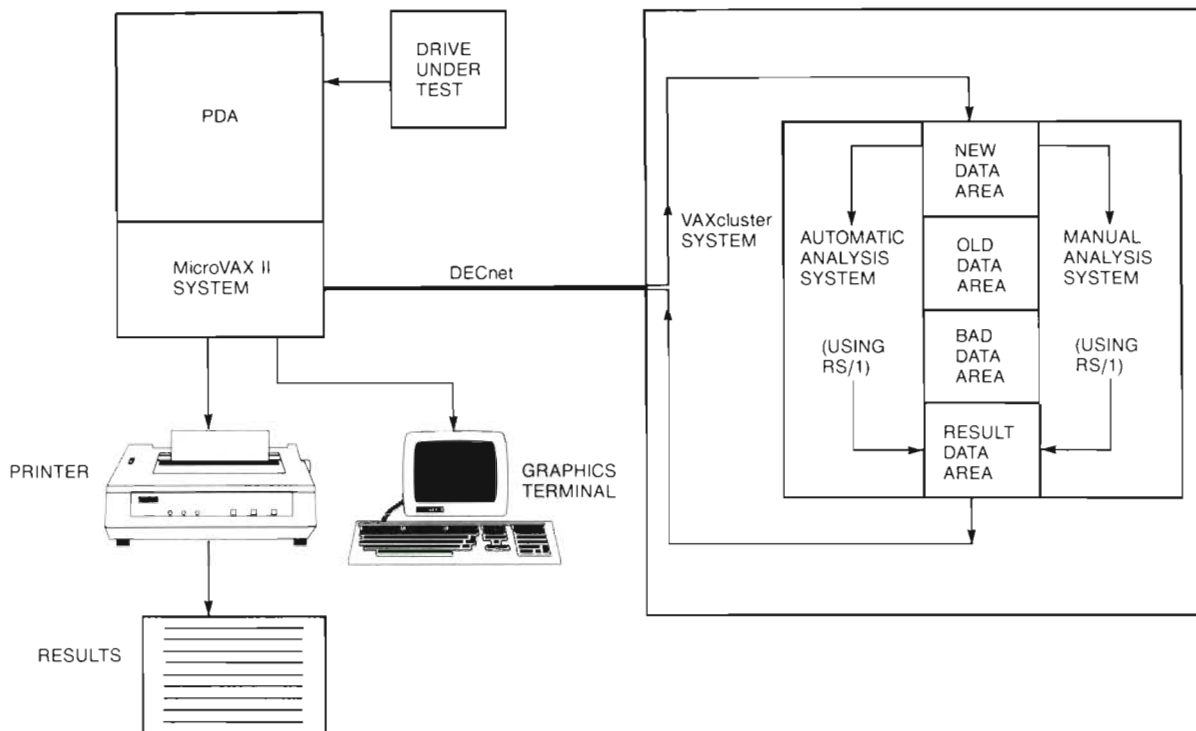 PDA
DRIVE
UNDER
TEST
MicroVAX II
SYSTEM
DECnet
VAXcluster
SYSTEM
NEW
DATA
AREA
AUTOMATIC
ANALYSIS
SYSTEM
OLD
DATA
AREA
MANUAL
ANALYSIS
SYSTEM
(USING
RS/1)
BAD
DATA
AREA
(USING
RS/1)
RESULT
DATA
AREA
PRINTER
GRAPHICS
TERMINAL
RESULTS